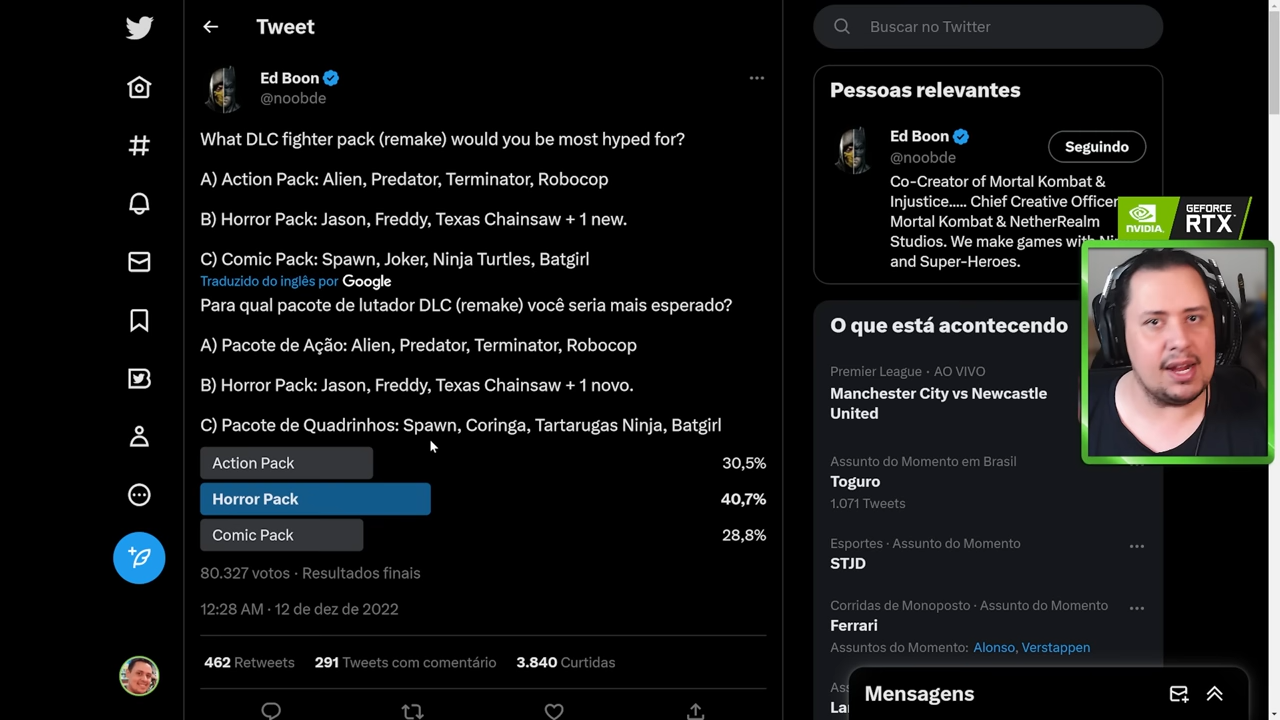 Tweet
Ed Boon
@noobde
What DLC fighter pack (remake) would you be most hyped for?
A) Action Pack: Alien, Predator, Terminator, Robocop
B) Horror Pack: Jason, Freddy, Texas Chainsaw + 1 new.
C) Comic Pack: Spawn, Joker, Ninja Turtles, Batgirl
Traduzido do inglês por Google
Para qual pacote de lutador DLC (remake) você seria mais esperado?
A) Pacote de Ação: Alien, Predator, Terminator, Robocop
B) Horror Pack: Jason, Freddy, Texas Chainsaw + 1 novo.
C) Pacote de Quadrinhos: Spawn, Coringa, Tartarugas Ninja, Batgirl
Action Pack 30,5%
Horror Pack 40,7%
Comic Pack 28,8%
80.327 votos · Resultados finais
12:28 AM · 12 de dez de 2022
462 Retweets 291 Tweets com comentário 3.840 Curtidas
Buscar no Twitter
Pessoas relevantes
Ed Boon
@noobde
Seguindo
Co-Creator of Mortal Kombat &
Injustice..... Chief Creative Officer
Mortal Kombat & NetherRealm
Studios. We make games with
and Super-Heroes.
NVIDIA.
GEFORCE
RTX
O que está acontecendo
Premier League · AO VIVO
Manchester City vs Newcastle
United
Assunto do Momento em Brasil
Toguro
1.071 Tweets
Esportes · Assunto do Momento
STJD
Corridas de Monoposto · Assunto do Momento
Ferrari
Assuntos do Momento: Alonso, Verstappen
Mensagens